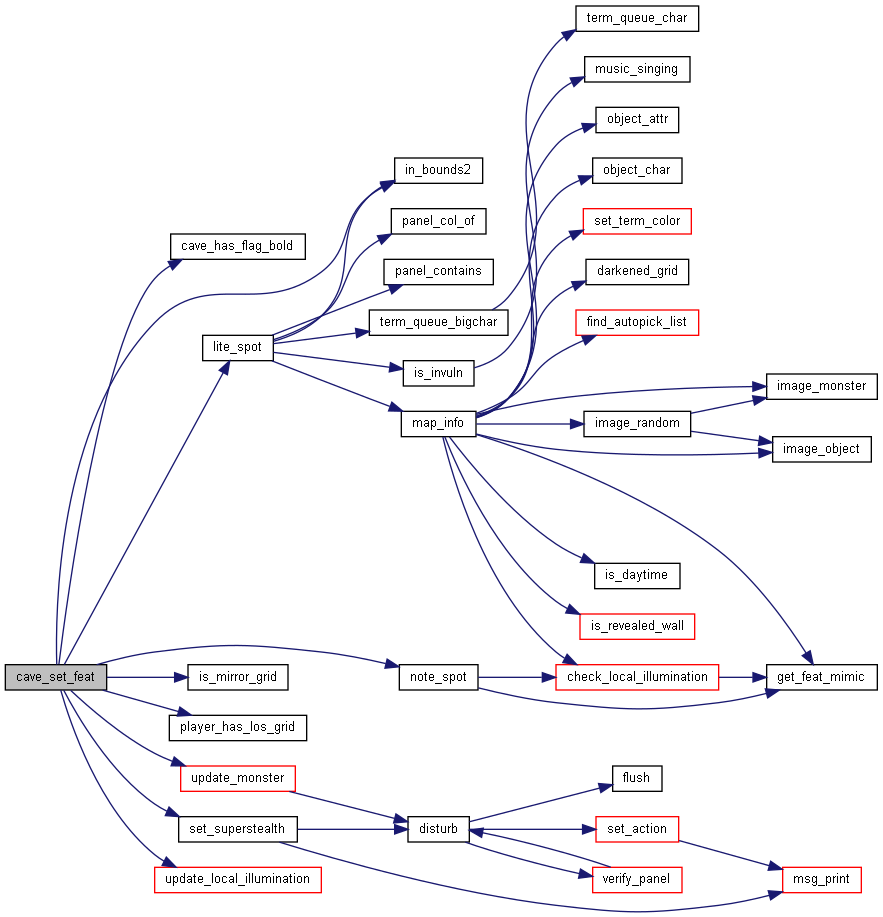 term_queue_char
music_singing
object_attr
in_bounds2
object_char
panel_col_of
set_term_color
cave_has_flag_bold
panel_contains
darkened_grid
term_queue_bigchar
find_autopick_list
lite_spot
is_invuln
image_monster
map_info
image_random
image_object
is_daytime
is_revealed_wall
cave_set_feat
is_mirror_grid
note_spot
check_local_illumination
get_feat_mimic
player_has_los_grid
update_monster
flush
set_superstealth
disturb
set_action
update_local_illumination
verify_panel
msg_print